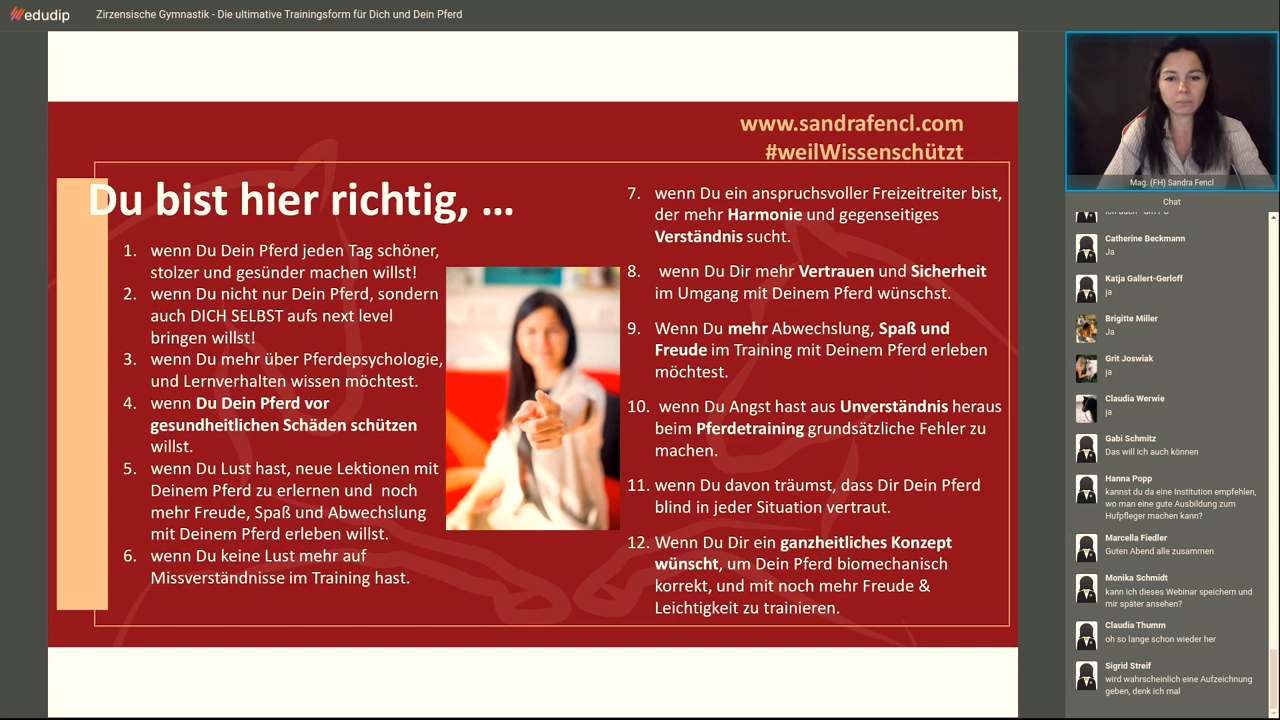 edudip
Zirzensische Gymnastik - Die ultimative Trainingsform für Dich und Dein Pferd
www.sandrafencl.com
#weilWissenschützt
Du bist hier richtig, ...
1. wenn Du Dein Pferd jeden Tag schöner,
stolzer und gesünder machen willst!
2. wenn Du nicht nur Dein Pferd, sondern
auch DICH SELBST aufs next level
bringen willst!
3. wenn Du mehr über Pferdepsychologie,
und Lernverhalten wissen möchtest.
4. wenn Du Dein Pferd vor
gesundheitlichen Schäden schützen
willst.
5. wenn Du Lust hast, neue Lektionen mit
Deinem Pferd zu erlernen und noch
mehr Freude, Spaß und Abwechslung
mit Deinem Pferd erleben willst.
6. wenn Du keine Lust mehr auf
Missverständnisse im Training hast.
7. wenn Du ein anspruchsvoller Freizeitreiter bist,
der mehr Harmonie und gegenseitiges
Verständnis sucht.
8. wenn Du Dir mehr Vertrauen und Sicherheit
im Umgang mit Deinem Pferd wünschst.
9. Wenn Du mehr Abwechslung, Spaß und
Freude im Training mit Deinem Pferd erleben
möchtest.
10. wenn Du Angst hast aus Unverständnis heraus
beim Pferdetraining grundsätzliche Fehler zu
machen.
11. wenn Du davon träumst, dass Dir Dein Pferd
blind in jeder Situation vertraut.
12. Wenn Du Dir ein ganzheitliches Konzept
wünscht, um Dein Pferd biomechanisch
korrekt, und mit noch mehr Freude &
Leichtigkeit zu trainieren.
Mag. (FH) Sandra Fencl
Chat
Catherine Beckmann
Ja
Katja Gallert-Gerloff
ja
Brigitte Miller
Ja
Grit Joswiak
ja
Claudia Werwie
ja
Gabi Schmitz
Das will ich auch können
Hanna Popp
kannst du da eine Institution empfehlen,
wo man eine gute Ausbildung zum
Hufpfleger machen kann?
Marcella Fiedler
Guten Abend alle zusammen
Monika Schmidt
kann ich dieses Webinar speichern und
mir später ansehen?
Claudia Thumm
oh so lange schon wieder her
Sigrid Streif
wird wahrscheinlich eine Aufzeichnung
geben, denk ich mal